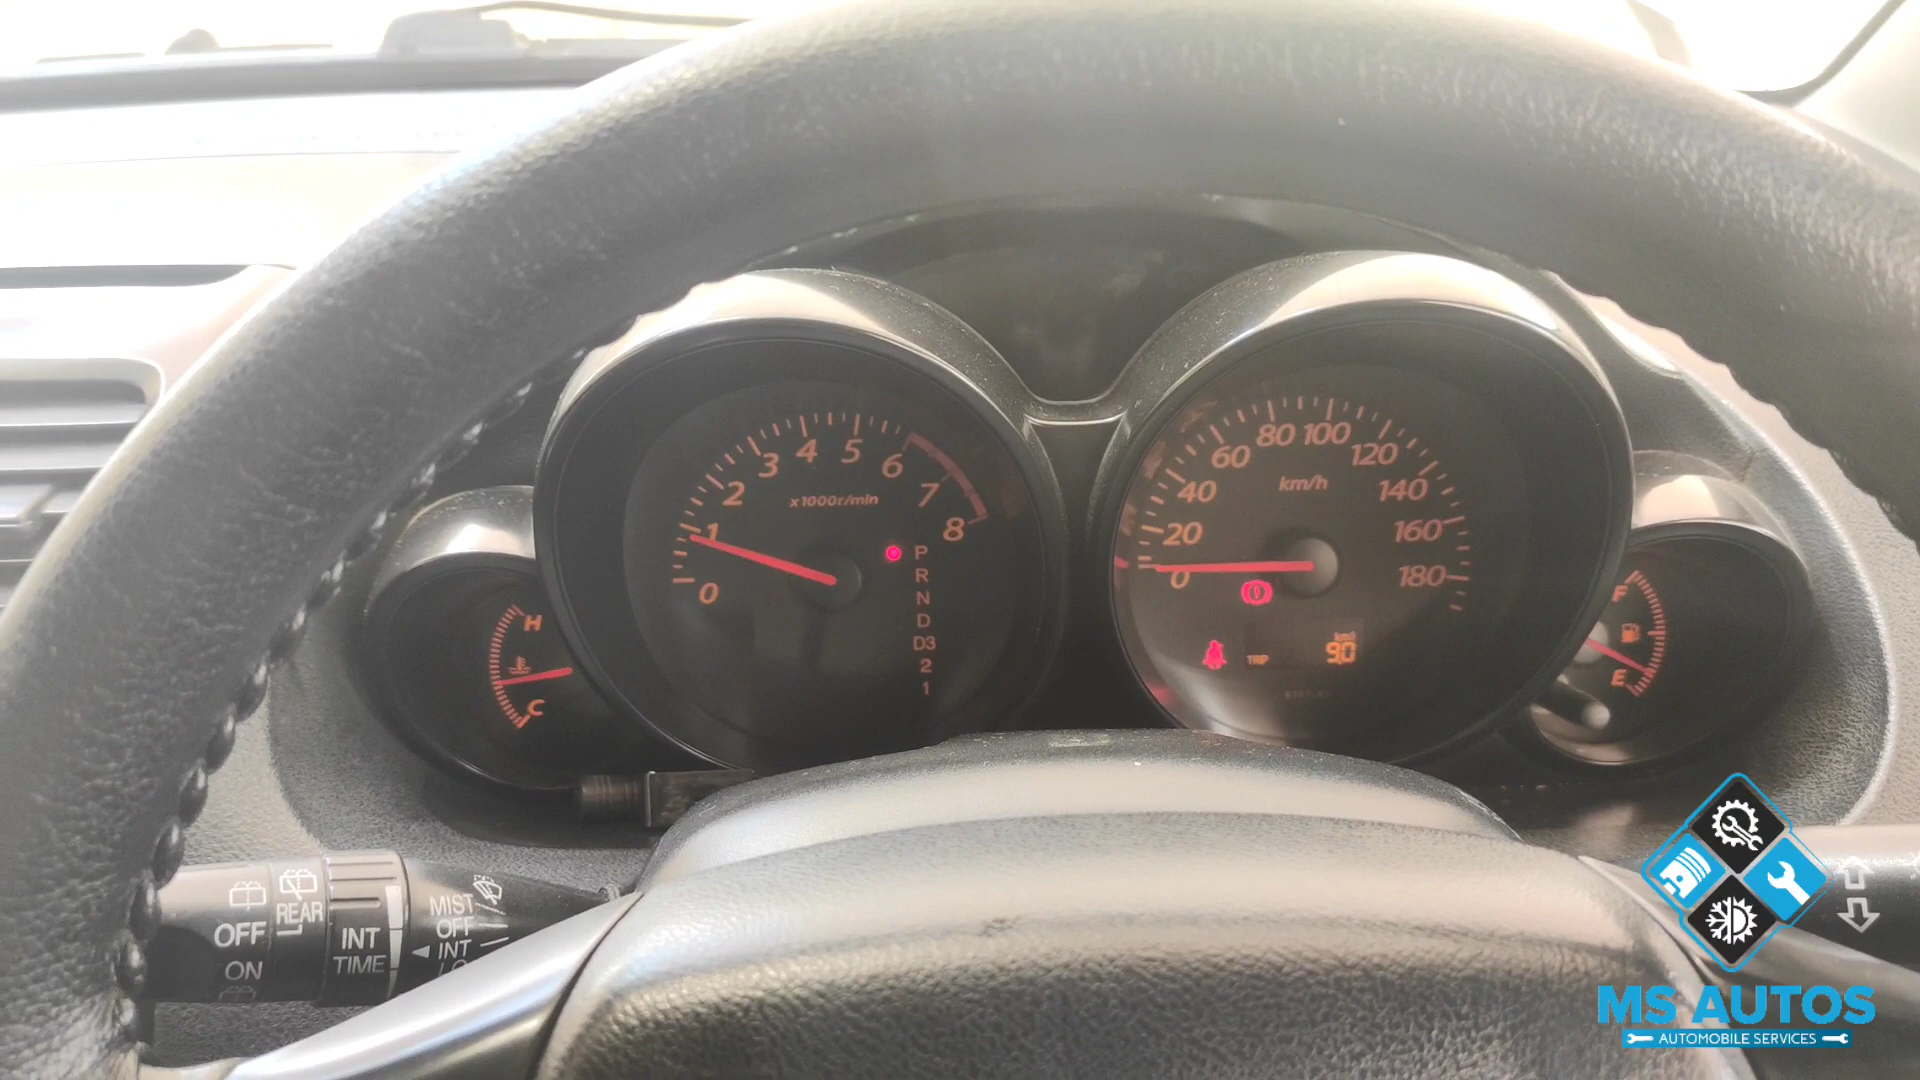 0 1 2 3 4 5 6 7 8
x1000r/min
P
R
N
D
D3
2
1
H
C
0 20 40 60 80 100 120 140 160 180
km/h
km/l
TRIP 9.0
F
E
OFF
ON
REAR
INT
TIME
MIST
OFF
INT
LO
MS AUTOS
AUTOMOBILE SERVICES